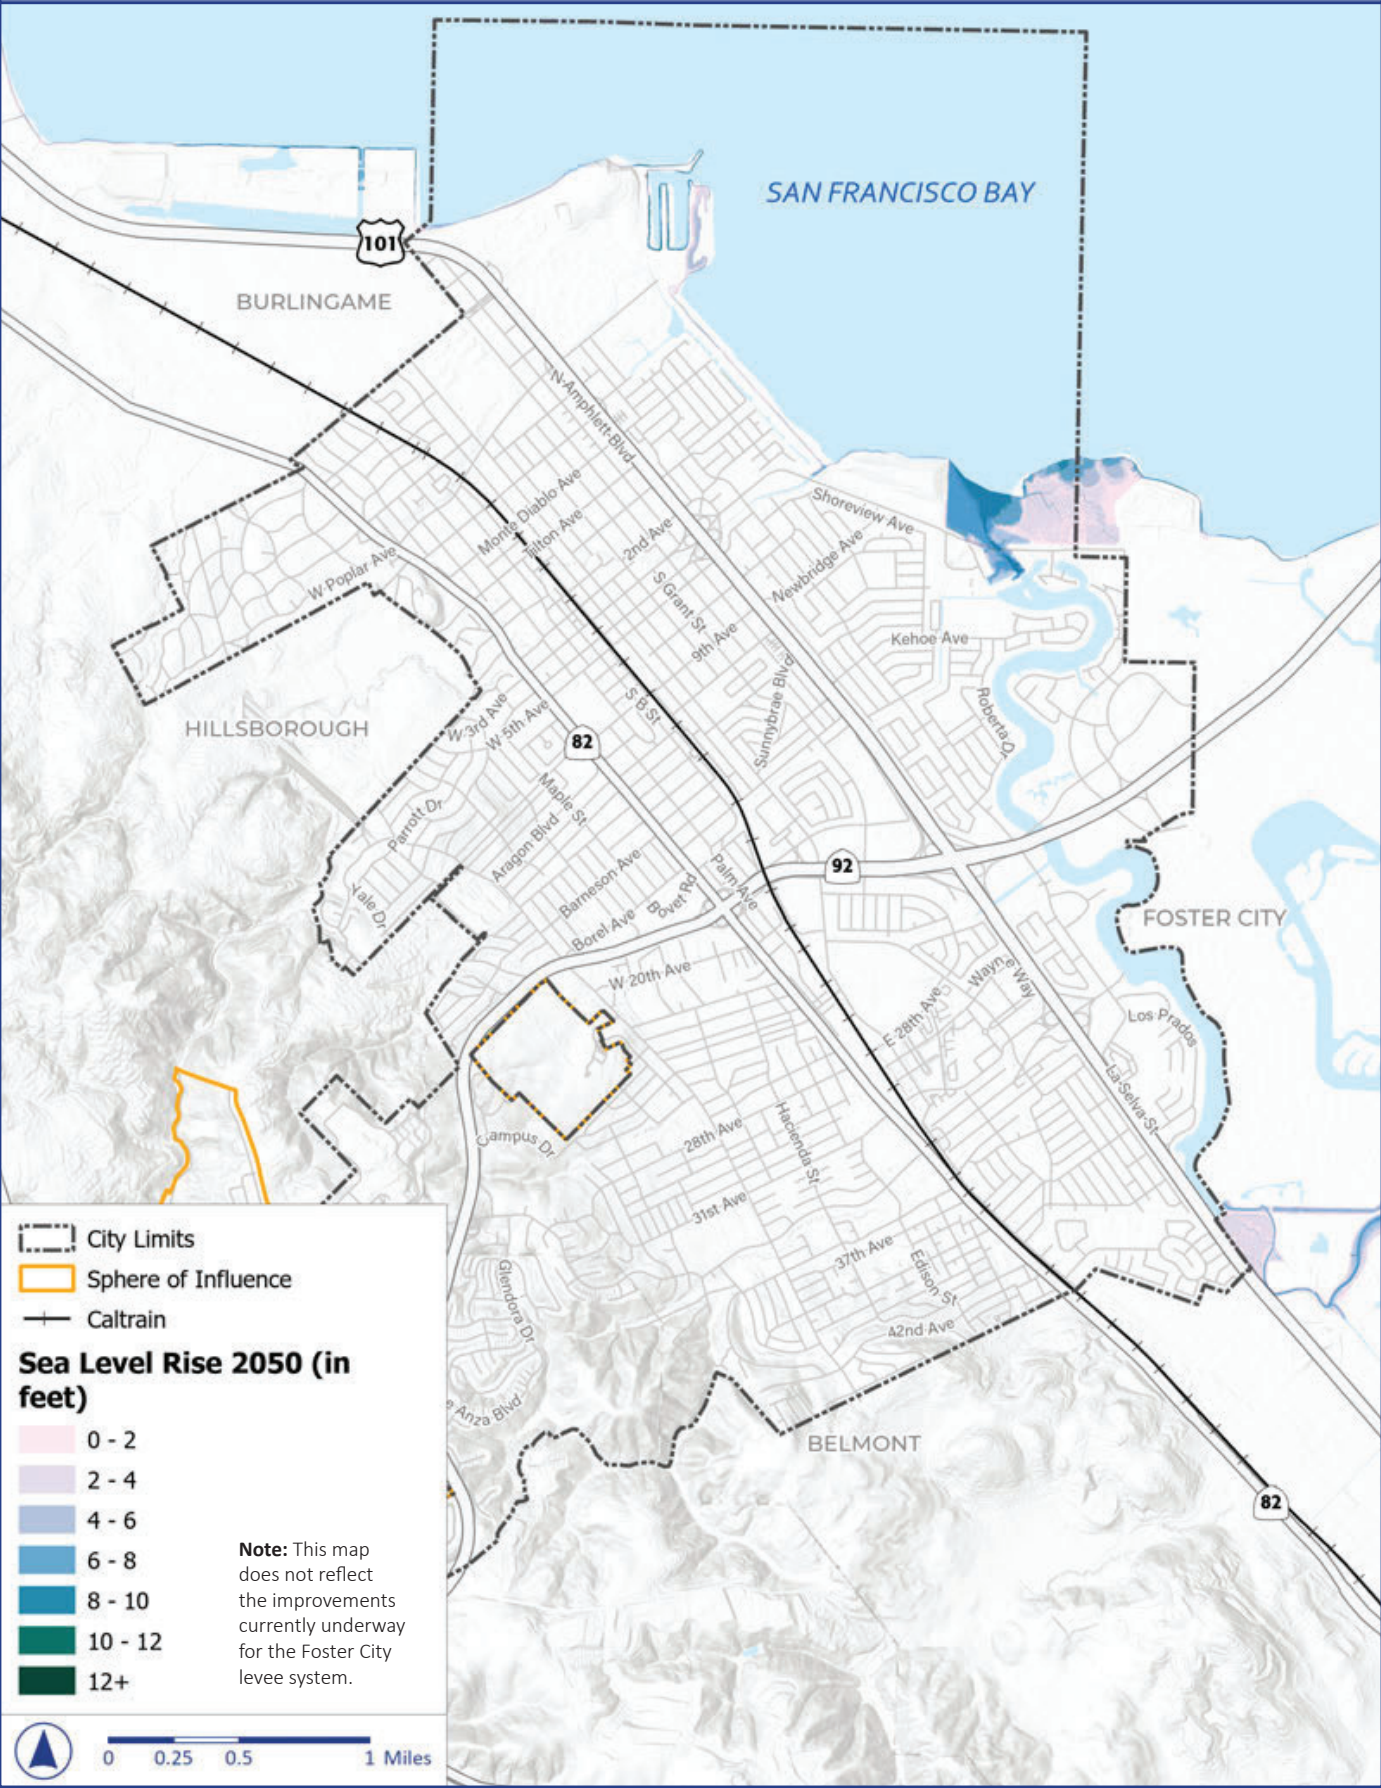 SAN FRANCISCO BAY
101
BURLINGAME
N Amphlett Blvd
Monte Diablo Ave
Tilton Ave
2nd Ave
Shoreview Ave
Newbridge Ave
W Poplar Ave
S Grant St
9th Ave
Kehoe Ave
Sunnybrae Blvd
Roberta Dr
S B St
HILLSBOROUGH
W 3rd Ave
W 5th Ave
82
Maple St
Parrott Dr
Aragon Blvd
Barneson Ave
Bovet Rd
Palm Ave
92
Yale Dr
Borel Ave
FOSTER CITY
W 20th Ave
Wayne Way
E 28th Ave
Los Prados
La Selva St
Campus Dr
28th Ave
Hacienda St
31st Ave
37th Ave
Edison St
Glendora Dr
42nd Ave
e Anza Blvd
BELMONT
82
City Limits
Sphere of Influence
Caltrain
Sea Level Rise 2050 (in
feet)
0 - 2
2 - 4
4 - 6
6 - 8
8 - 10
10 - 12
12+
Note: This map
does not reflect
the improvements
currently underway
for the Foster City
levee system.
0 0.25 0.5 1 Miles